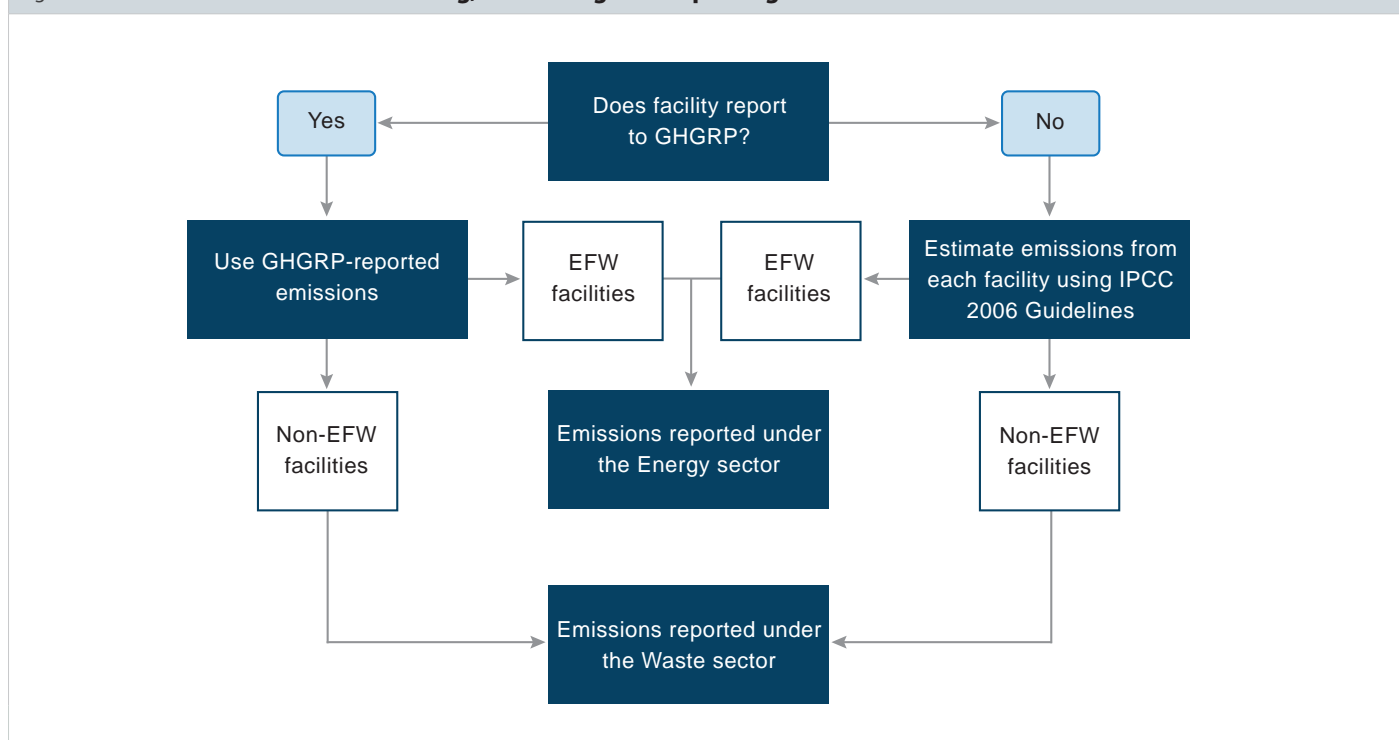 Does facility report
to GHGRP?
Yes
No
Use GHGRP-reported
emissions
EFW
facilities
EFW
facilities
Estimate emissions from
each facility using IPCC
2006 Guidelines
Non-EFW
facilities
Emissions reported under
the Energy sector
Non-EFW
facilities
Emissions reported under
the Waste sector